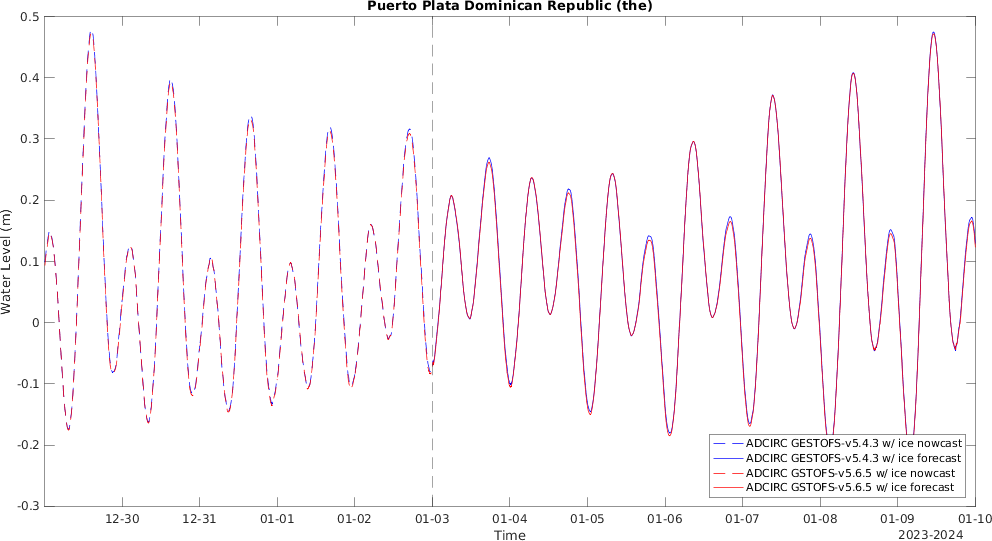 Puerto Plata Dominican Republic (the)
0.5
0.4
0.3
0.2
0.1
0
-0.1
-0.2
-0.3
Water Level (m)
ADCIRC GESTOFS-v5.4.3 w/ ice nowcast
ADCIRC GESTOFS-v5.4.3 w/ ice forecast
ADCIRC GSTOFS-v5.6.5 w/ ice nowcast
ADCIRC GSTOFS-v5.6.5 w/ ice forecast
12-30 12-31 01-01 01-02 01-03 01-04 01-05 01-06 01-07 01-08 01-09 01-10
Time
2023-2024